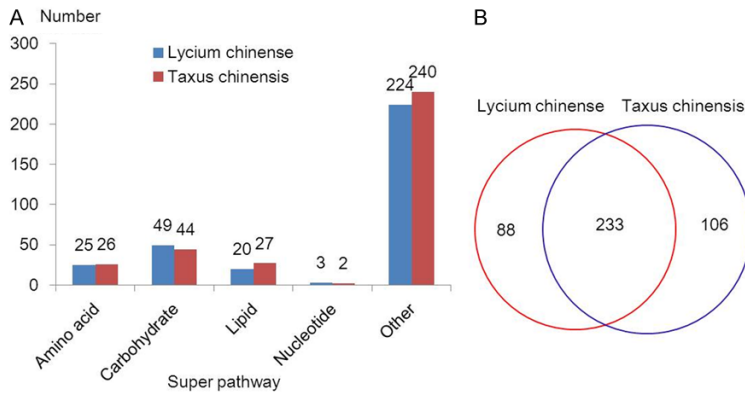 A
Number
300
250
200
150
100
50
0
Lycium chinense
Taxus chinensis
25 26
49
44
20
27
3 2
224
240
Amino acid
Carbohydrate
Lipid
Nucleotide
Other
Super pathway
B
Lycium chinense Taxus chinensis
88 233 106